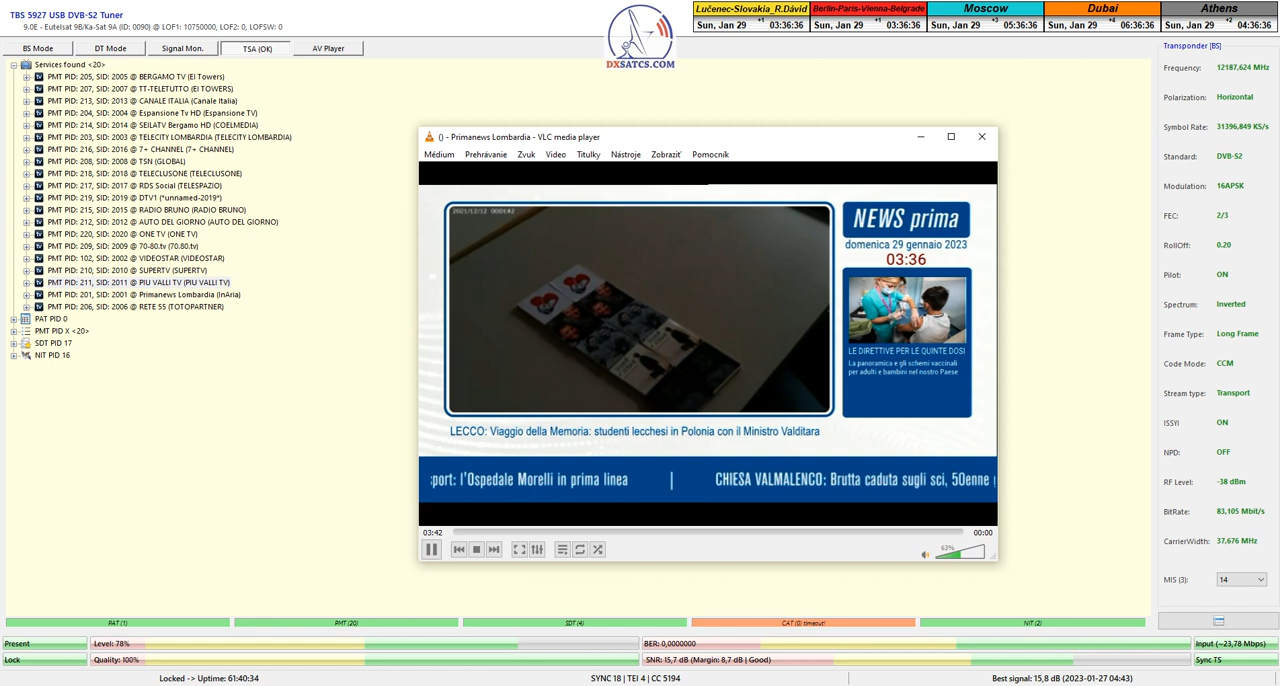 TBS 5927 USB DVB-S2 Tuner
9.0E - Eutelsat 9B/Ka-Sat 9A (ID: 0090) @ LOF1: 10750000, LOF2: 0, LOFSW: 0
DXSATCS.COM
Lučenec-Slovakia_R.Dávid
Berlin-Paris-Vienna-Belgrade
Moscow
Dubai
Athens
Sun, Jan 29 +1 03:36:36
Sun, Jan 29 +1 03:36:36
Sun, Jan 29 +3 05:36:36
Sun, Jan 29 +4 06:36:36
Sun, Jan 29 +2 04:36:36
BS Mode
DT Mode
Signal Mon.
TSA (OK)
AV Player
Services found <20>
PMT PID: 205, SID: 2005 @ BERGAMO TV (EI Towers)
PMT PID: 207, SID: 2007 @ TT-TELETUTTO (EI TOWERS)
PMT PID: 213, SID: 2013 @ CANALE ITALIA (Canale Italia)
PMT PID: 204, SID: 2004 @ Espansione Tv HD (Espansione TV)
PMT PID: 214, SID: 2014 @ SEILATV Bergamo HD (COELMEDIA)
PMT PID: 203, SID: 2003 @ TELECITY LOMBARDIA (TELECITY LOMBARDIA)
PMT PID: 216, SID: 2016 @ 7+ CHANNEL (7+ CHANNEL)
PMT PID: 208, SID: 2008 @ TSN (GLOBAL)
PMT PID: 218, SID: 2018 @ TELECLUSONE (TELECLUSONE)
PMT PID: 217, SID: 2017 @ RDS Social (TELESPAZIO)
PMT PID: 219, SID: 2019 @ DTV1 (*unnamed-2019*)
PMT PID: 215, SID: 2015 @ RADIO BRUNO (RADIO BRUNO)
PMT PID: 212, SID: 2012 @ AUTO DEL GIORNO (AUTO DEL GIORNO)
PMT PID: 220, SID: 2020 @ ONE TV (ONE TV)
PMT PID: 209, SID: 2009 @ 70-80.tv (70-80.tv)
PMT PID: 102, SID: 2002 @ VIDEOSTAR (VIDEOSTAR)
PMT PID: 210, SID: 2010 @ SUPERTV (SUPERTV)
PMT PID: 211, SID: 2011 @ PIU VALLI TV (PIU VALLI TV)
PMT PID: 201, SID: 2001 @ Primanews Lombardia (InAria)
PMT PID: 206, SID: 2006 @ RETE 55 (TOTOPARTNER)
PAT PID 0
PMT PID X <20>
SDT PID 17
NIT PID 16
() - Primanews Lombardia - VLC media player
Médium Prehrávanie Zvuk Video Titulky Nástroje Zobraziť Pomocník
2021/12/12 000142
NEWS prima
domenica 29 gennaio 2023
03:36
LE DIRETTIVE PER LE QUINTE DOSI
La panoramica e gli schemi vaccinali
per adulti e bambini nel nostro Paese
LECCO: Viaggio della Memoria: studenti lecchesi in Polonia con il Ministro Valditara
sport: l'Ospedale Morelli in prima linea | CHIESA VALMALENCO: Brutta caduta sugli sci, 50enne
03:42
00:00
63%
Transponder [BS]
Frequency: 12187,624 MHz
Polarization: Horizontal
Symbol Rate: 31396,849 KS/s
Standard: DVB-S2
Modulation: 16APSK
FEC: 2/3
RollOff: 0.20
Pilot: ON
Spectrum: Inverted
Frame Type: Long Frame
Code Mode: CCM
Stream type: Transport
ISSYI ON
NPD: OFF
RF Level: -38 dBm
BitRate: 83,105 Mbit/s
CarrierWidth: 37,676 MHz
MIS (3): 14
PAT (1)
PMT (20)
SDT (4)
CAT (0) timeout!
NIT (2)
Present
Level: 78%
BER: 0,0000000
Input (~23,78 Mbps)
Lock
Quality: 100%
SNR: 15,7 dB (Margin: 8,7 dB | Good)
Sync TS
Locked -> Uptime: 61:40:34
SYNC 18 | TEI 4 | CC 5194
Best signal: 15,8 dB (2023-01-27 04:43)